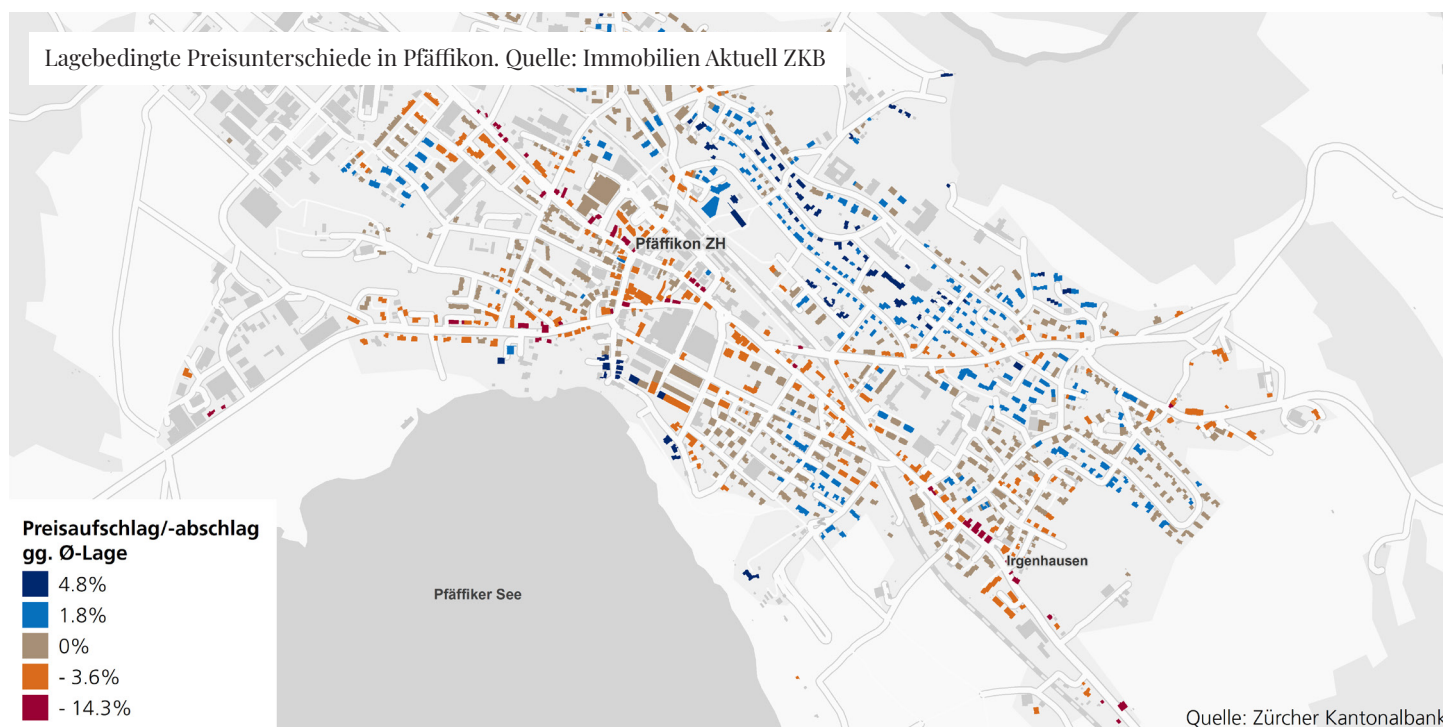 Lagebedingte Preisunterschiede in Pfäffikon. Quelle: Immobilien Aktuell ZKB
Pfäffikon ZH
Irgenhausen
Pfäffiker See
Preisaufschlag/-abschlag
gg. Ø-Lage
4.8%
1.8%
0%
- 3.6%
- 14.3%
Quelle: Zürcher Kantonalbank